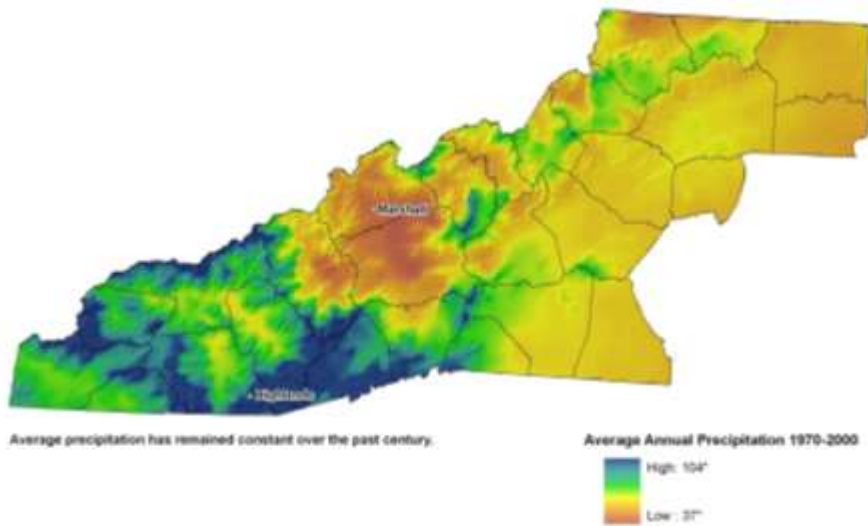 Marshall
Highlands
Average precipitation has remained constant over the past century.
Average Annual Precipitation 1970-2000
High: 104"
Low : 37"